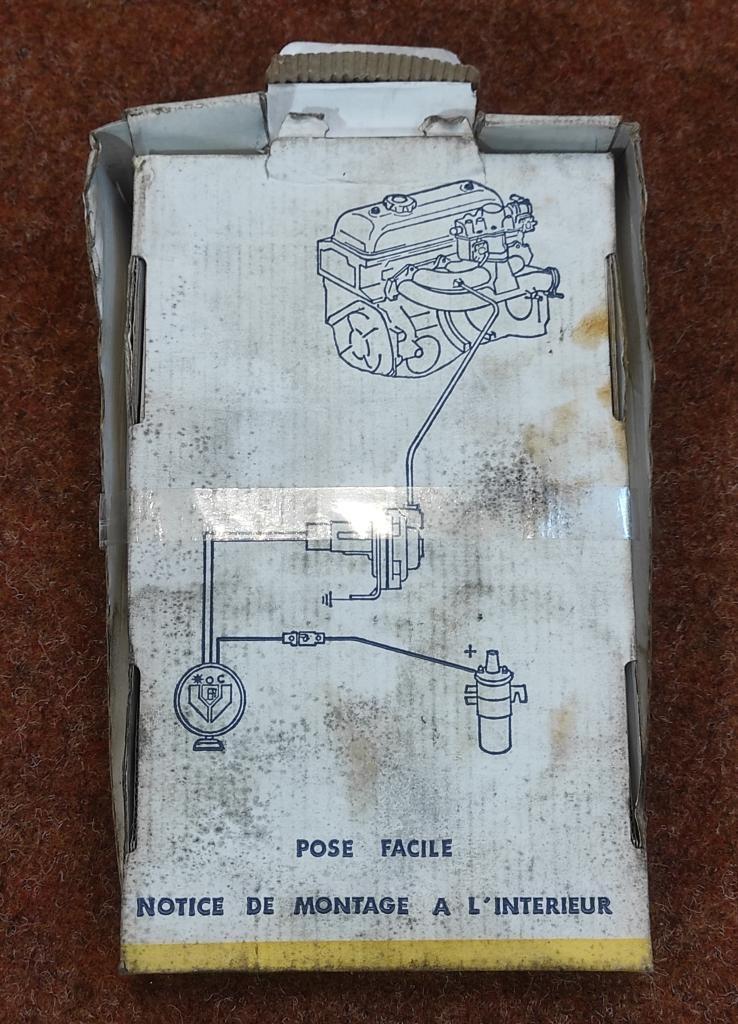 +
POSE FACILE
NOTICE DE MONTAGE A L'INTERIEUR